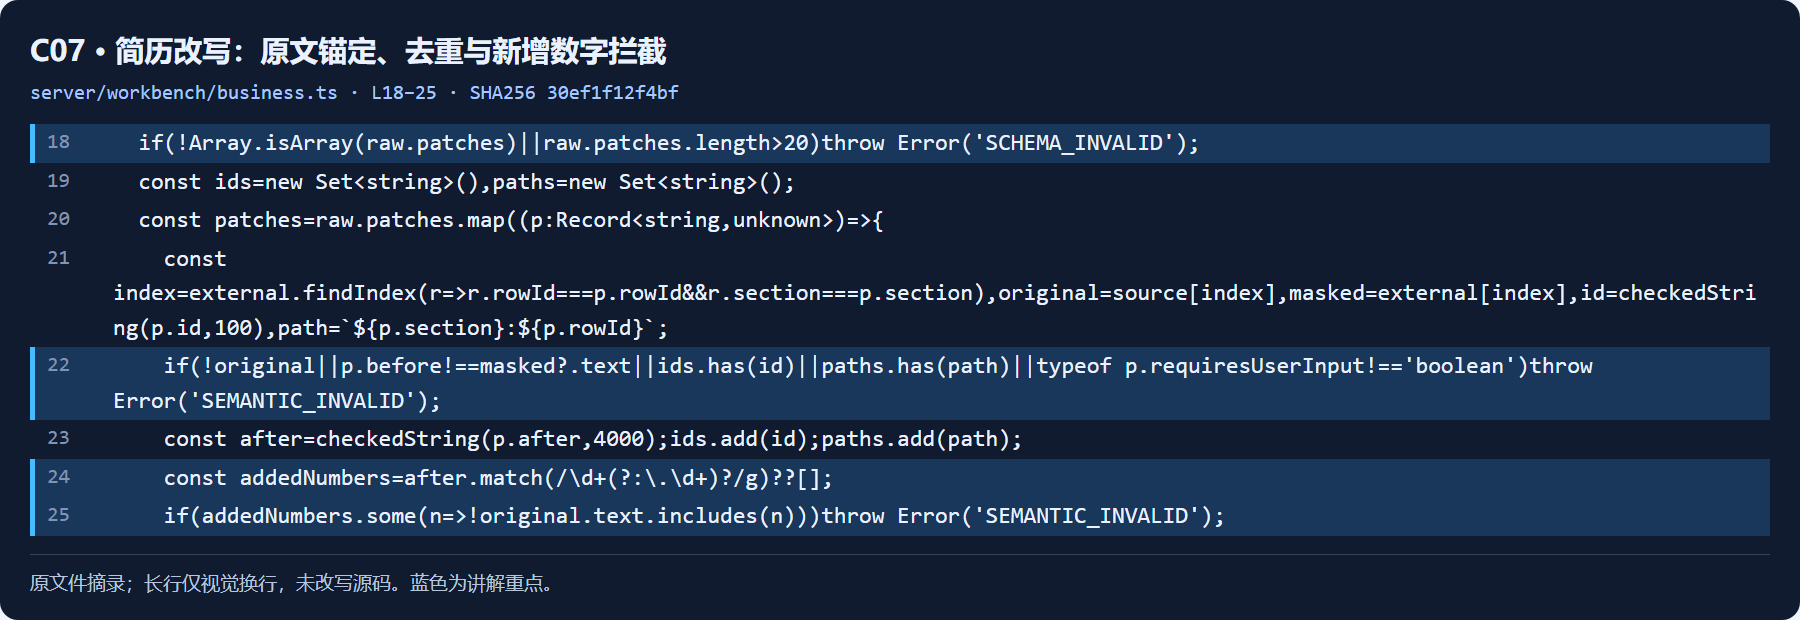 C07 • 简历改写：原文锚定、去重与新增数字拦截
server/workbench/business.ts · L18–25 · SHA256 30ef1f12f4bf
18 if(!Array.isArray(raw.patches)||raw.patches.length>20)throw Error('SCHEMA_INVALID');
19 const ids=new Set<string>(),paths=new Set<string>();
20 const patches=raw.patches.map((p:Record<string,unknown>)=>{
21 const
index=external.findIndex(r=>r.rowId===p.rowId&&r.section===p.section),original=source[index],masked=external[index],id=checkedStri
ng(p.id,100),path=`${p.section}:${p.rowId}`;
22 if(!original||p.before!==masked?.text||ids.has(id)||paths.has(path)||typeof p.requiresUserInput!=='boolean')throw
Error('SEMANTIC_INVALID');
23 const after=checkedString(p.after,4000);ids.add(id);paths.add(path);
24 const addedNumbers=after.match(/\d+(?:\.\d+)?/g)??[];
25 if(addedNumbers.some(n=>!original.text.includes(n)))throw Error('SEMANTIC_INVALID');
原文件摘录；长行仅视觉换行，未改写源码。蓝色为讲解重点。